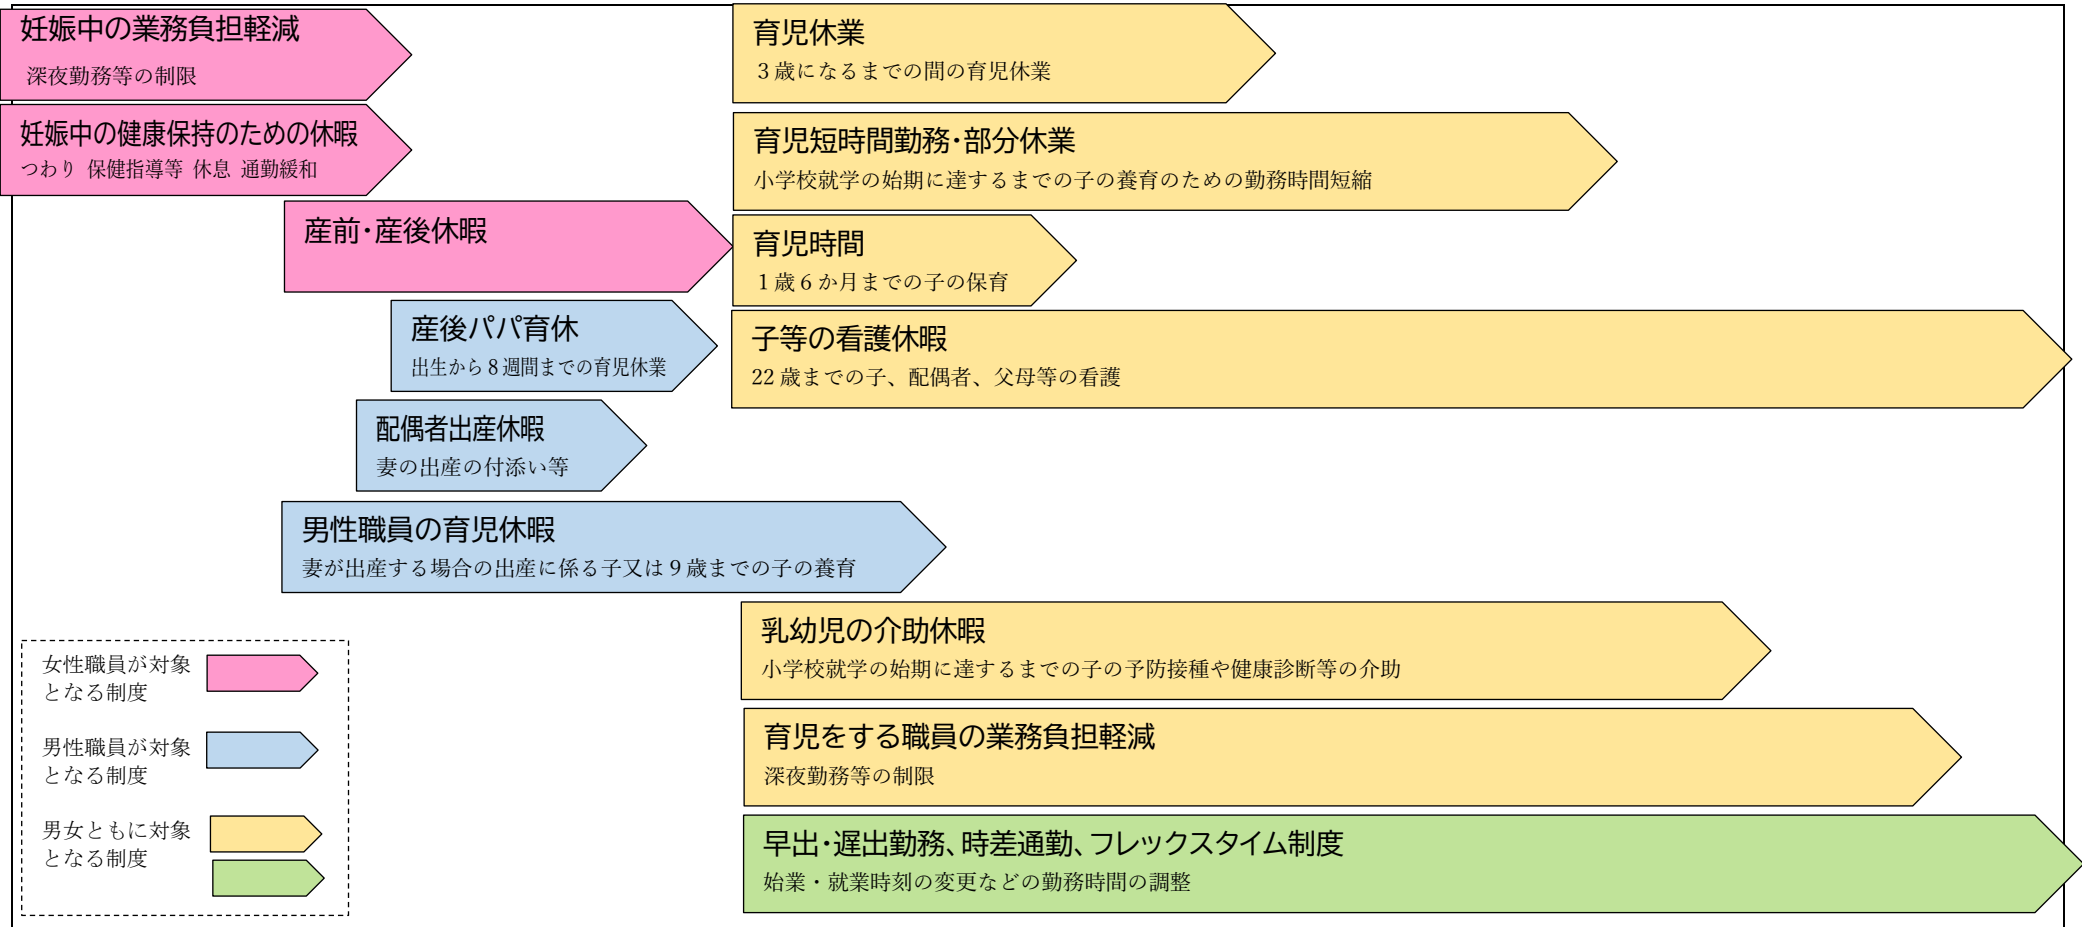 妊娠中の業務負担軽減
深夜勤務等の制限
妊娠中の健康保持のための休暇
つわり 保健指導等 休息 通勤緩和
産前・産後休暇
産後パパ育休
出生から8週間までの育児休業
配偶者出産休暇
妻の出産の付添い等
男性職員の育児休暇
妻が出産する場合の出産に係る子又は9歳までの子の養育
育児休業
3歳になるまでの間の育児休業
育児短時間勤務・部分休業
小学校就学の始期に達するまでの子の養育のための勤務時間短縮
育児時間
1歳6か月までの子の保育
子等の看護休暇
22歳までの子、配偶者、父母等の看護
乳幼児の介助休暇
小学校就学の始期に達するまでの子の予防接種や健康診断等の介助
育児をする職員の業務負担軽減
深夜勤務等の制限
早出・遅出勤務、時差通勤、フレックスタイム制度
始業・就業時刻の変更などの勤務時間の調整
女性職員が対象
となる制度
男性職員が対象
となる制度
男女ともに対象
となる制度